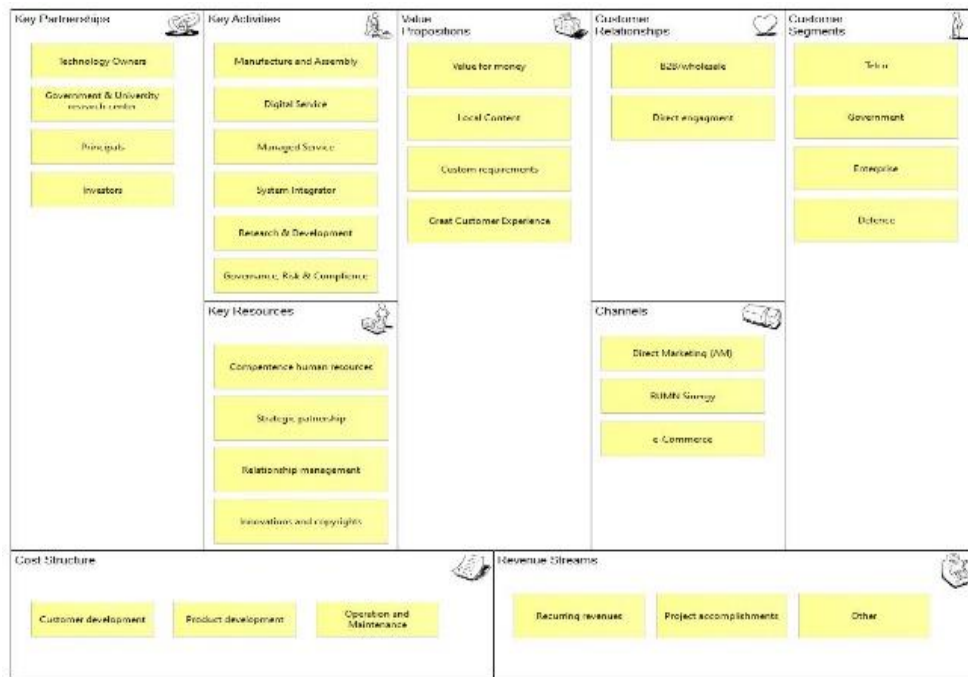 Key Partnerships
Technology Owners
Government & University
research center
Principals
Investors
Key Activities
Manufacture and Assembly
Digital Service
Managed Service
System Integrator
Research & Development
Governance, Risk & Complience
Key Resources
Compentence human resources
Strategic patnership
Relationship management
Innovations and copyrights
Value
Propositions
Value for money
Local Content
Custom requirements
Great Customer Experience
Customer
Relationships
B2B/wholesale
Direct engagment
Channels
Direct Marketing (AM)
BUMN Sinergy
e-Commerce
Customer
Segments
Telco
Government
Enterprise
Defence
Cost Structure
Customer development
Product development
Operation and
Maintenance
Revenue Streams
Recurring revenues
Project accomplishments
Other